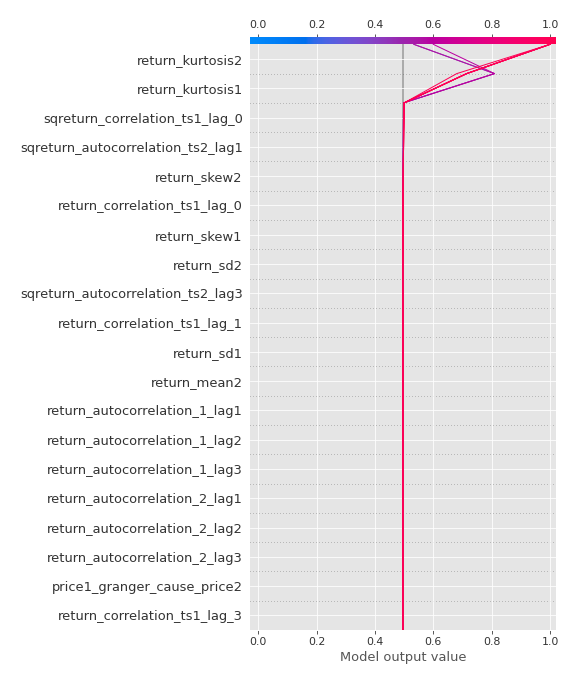 0.0 0.2 0.4 0.6 0.8 1.0
return_kurtosis2
return_kurtosis1
sqreturn_correlation_ts1_lag_0
sqreturn_autocorrelation_ts2_lag1
return_skew2
return_correlation_ts1_lag_0
return_skew1
return_sd2
sqreturn_autocorrelation_ts2_lag3
return_correlation_ts1_lag_1
return_sd1
return_mean2
return_autocorrelation_1_lag1
return_autocorrelation_1_lag2
return_autocorrelation_1_lag3
return_autocorrelation_2_lag1
return_autocorrelation_2_lag2
return_autocorrelation_2_lag3
price1_granger_cause_price2
return_correlation_ts1_lag_3
0.0 0.2 0.4 0.6 0.8 1.0
Model output value